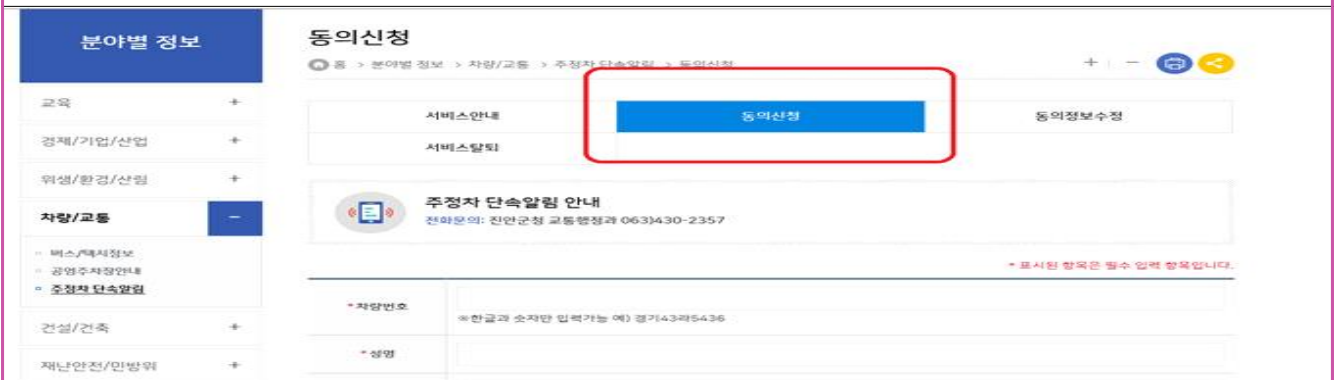 분야별 정보
교육 +
경제/기업/산업 +
위생/환경/산림 +
차량/교통 −
버스/택시정보
공영주차장안내
주정차 단속알림
건설/건축 +
재난안전/민방위 +
동의신청
홈 > 분야별 정보 > 차량/교통 > 주정차 단속알림 > 동의신청
+ | −
서비스안내 동의신청 동의정보수정
서비스탈퇴
주정차 단속알림 안내
전화문의: 진안군청 교통행정과 063)430-2357
* 표시된 항목은 필수 입력 항목입니다.
* 차량번호
※한글과 숫자만 입력가능 예) 경기43라5436
* 성명